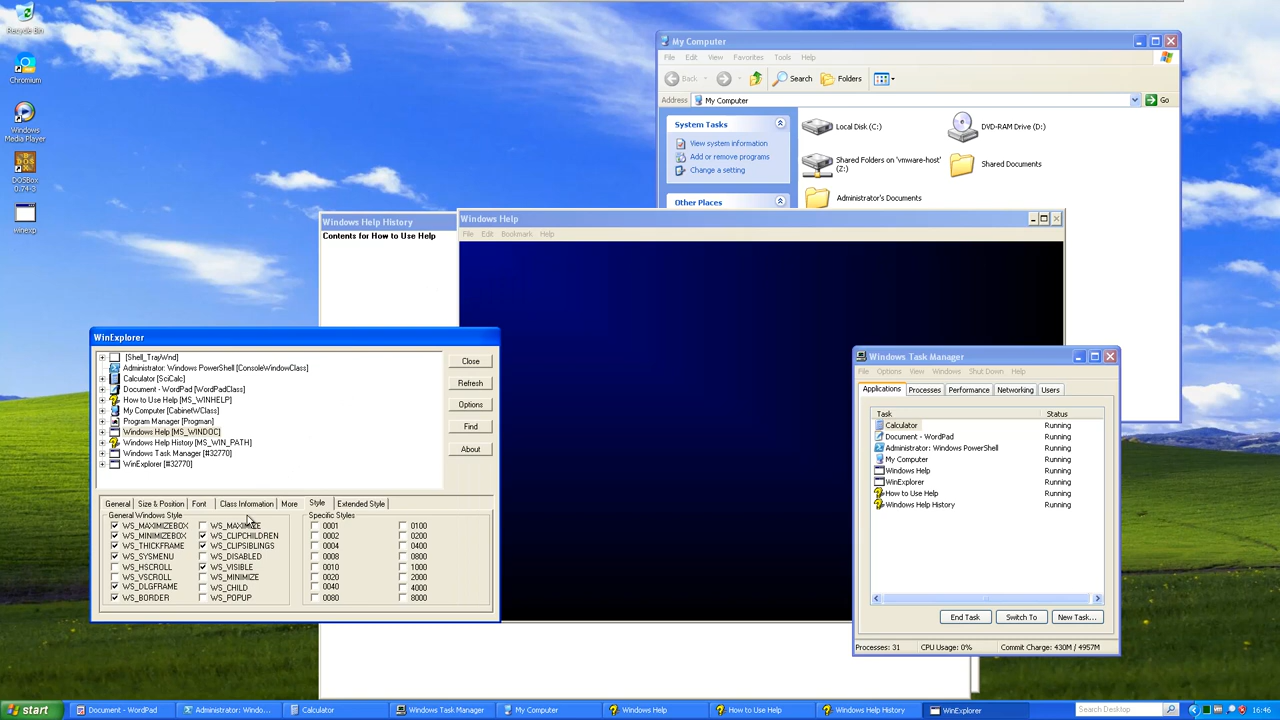 Recycle Bin
Chromium
Windows
Media Player
DOSBox
0.74-3
winexp
My Computer
File Edit View Favorites Tools Help
Back Search Folders
Address My Computer Go
System Tasks
View system information
Add or remove programs
Change a setting
Other Places
Local Disk (C:)
DVD-RAM Drive (D:)
Shared Folders on 'vmware-host'
(Z:)
Shared Documents
Administrator's Documents
Windows Help History
Contents for How to Use Help
Windows Help
File Edit Bookmark Help
WinExplorer
[Shell_TrayWnd]
Administrator: Windows PowerShell [ConsoleWindowClass]
Calculator [SciCalc]
Document - WordPad [WordPadClass]
How to Use Help [MS_WINHELP]
My Computer [CabinetWClass]
Program Manager [Progman]
Windows Help [MS_WINDOC]
Windows Help History [MS_WIN_PATH]
Windows Task Manager [#32770]
WinExplorer [#32770]
Close
Refresh
Options
Find
About
General Size & Position Font Class Information More Style Extended Style
General Windows Style
WS_MAXIMIZEBOX WS_MAXIMIZE
WS_MINIMIZEBOX WS_CLIPCHILDREN
WS_THICKFRAME WS_CLIPSIBLINGS
WS_SYSMENU WS_DISABLED
WS_HSCROLL WS_VISIBLE
WS_VSCROLL WS_MINIMIZE
WS_DLGFRAME WS_CHILD
WS_BORDER WS_POPUP
Specific Styles
0001 0100
0002 0200
0004 0400
0008 0800
0010 1000
0020 2000
0040 4000
0080 8000
Windows Task Manager
File Options View Windows Shut Down Help
Applications Processes Performance Networking Users
Task Status
Calculator Running
Document - WordPad Running
Administrator: Windows PowerShell Running
My Computer Running
Windows Help Running
WinExplorer Running
How to Use Help Running
Windows Help History Running
End Task Switch To New Task...
Processes: 31 CPU Usage: 0% Commit Charge: 430M / 4957M
start Document - WordPad Administrator: Windo... Calculator Windows Task Manager My Computer Windows Help How to Use Help Windows Help History WinExplorer Search Desktop 16:46